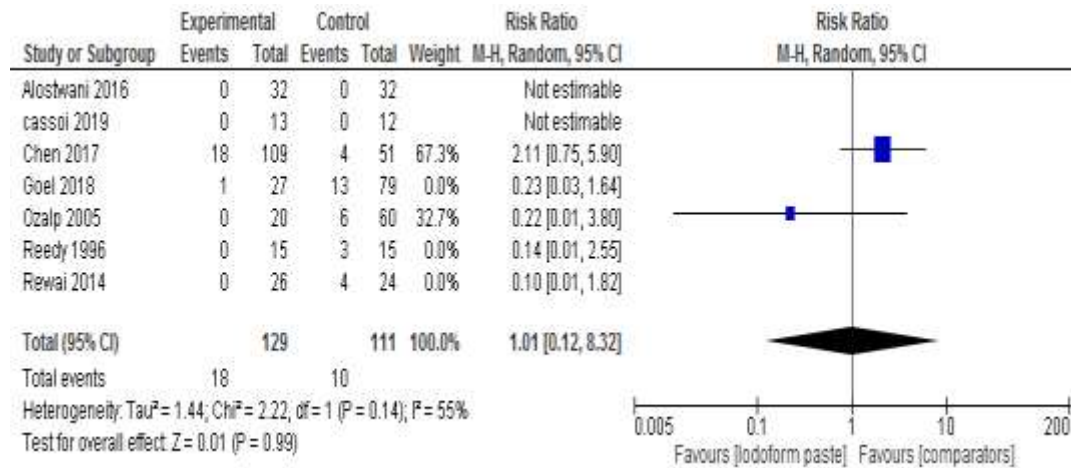 Experimental Control Risk Ratio Risk Ratio
Study or Subgroup Events Total Events Total Weight M-H, Random, 95% CI M-H, Random, 95% CI
Alostwani 2016 0 32 0 32 Not estimable
cassoi 2019 0 13 0 12 Not estimable
Chen 2017 18 109 4 51 67.3% 2.11 [0.75, 5.90]
Goel 2018 1 27 13 79 0.0% 0.23 [0.03, 1.64]
Ozalp 2005 0 20 6 60 32.7% 0.22 [0.01, 3.80]
Reedy 1996 0 15 3 15 0.0% 0.14 [0.01, 2.55]
Rewai 2014 0 26 4 24 0.0% 0.10 [0.01, 1.82]
Total (95% CI) 129 111 100.0% 1.01 [0.12, 8.32]
Total events 18 10
Heterogeneity: Tau² = 1.44; Chi² = 2.22, df = 1 (P = 0.14); I² = 55%
Test for overall effect: Z = 0.01 (P = 0.99)
0.005 0.1 1 10 200
Favours [Iodoform paste] Favours [comparators]